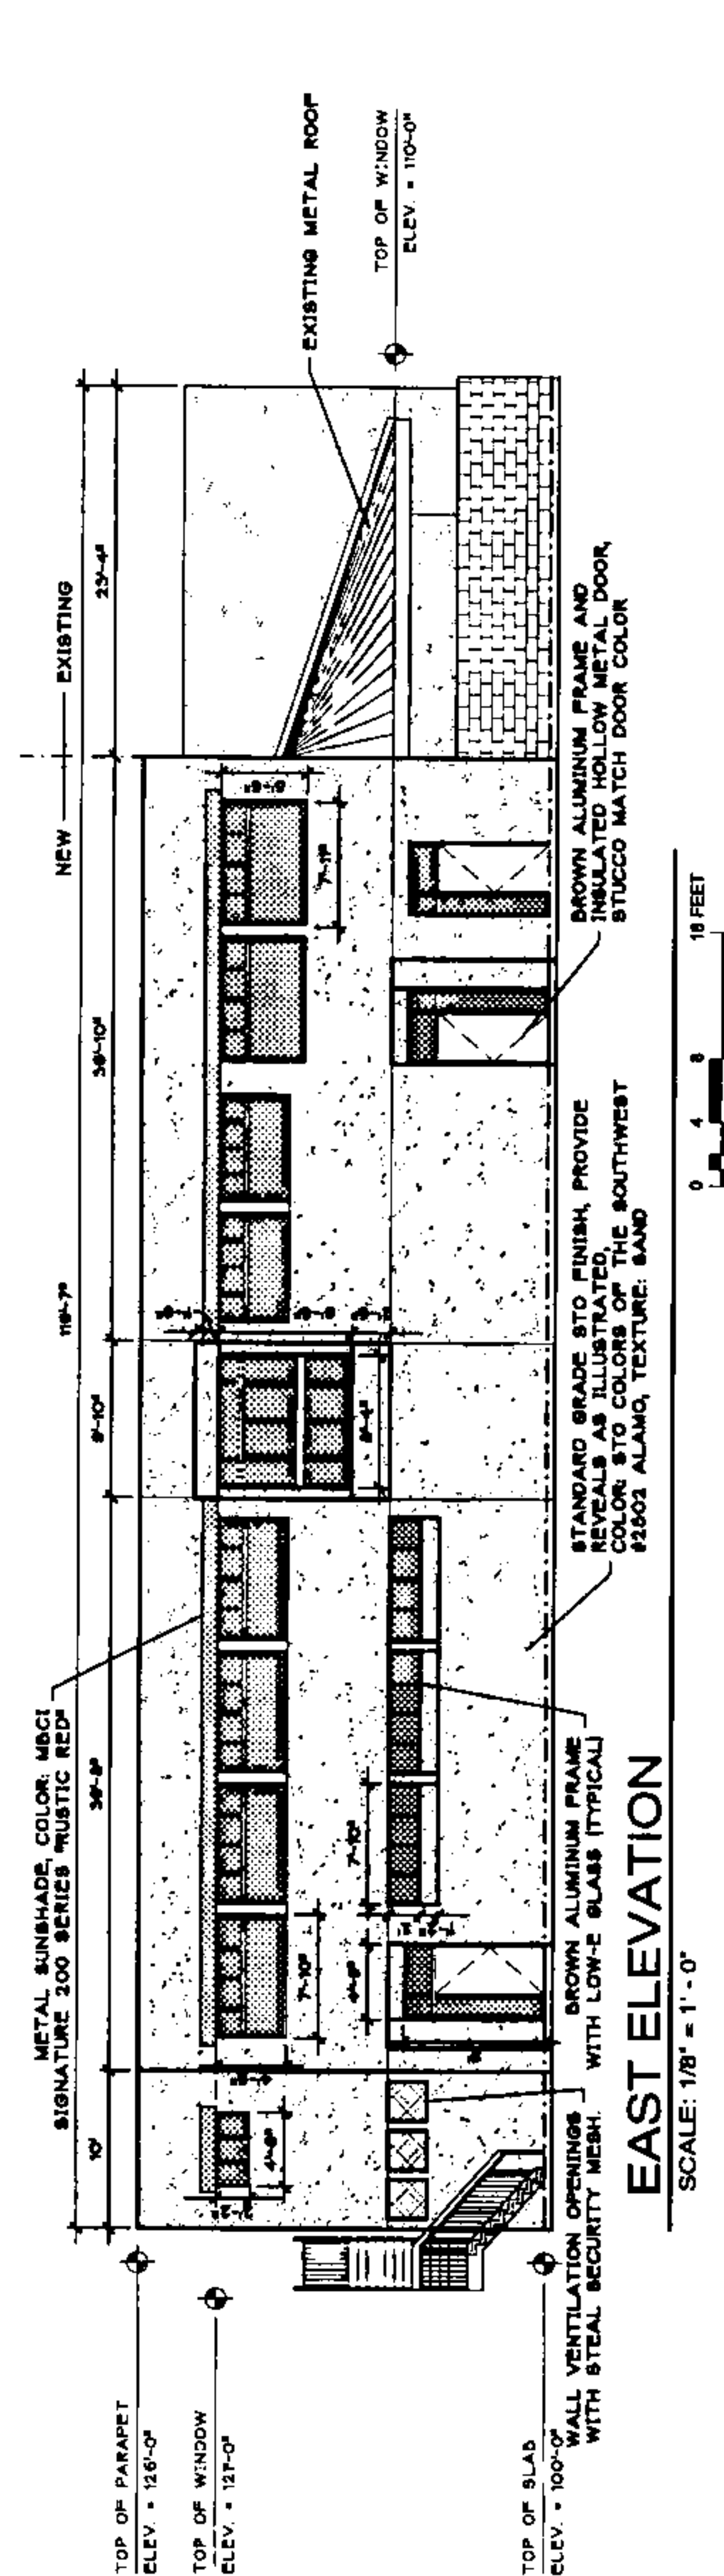 METAL SUNSHADE, COLOR: MBCI
SIGNATURE 200 SERIES "RUSTIC RED"
NEW
EXISTING
118'-7"
10'
9'-10"
36'-10"
23'-4"
EXISTING METAL ROOF
TOP OF WINDOW
ELEV. = 110'-0"
TOP OF PARAPET
ELEV. = 126'-0"
TOP OF WINDOW
ELEV. = 121'-0"
TOP OF SLAB
ELEV. = 100'-0"
7'-10"
7'-10"
7'-11"
WALL VENTILATION OPENINGS
WITH STEAL SECURITY MESH.
BROWN ALUMINUM FRAME
WITH LOW-E GLASS (TYPICAL)
STANDARD GRADE STO FINISH, PROVIDE
REVEALS AS ILLUSTRATED,
COLOR: STO COLORS OF THE SOUTHWEST
#2502 ALAMO, TEXTURE: SAND
BROWN ALUMINUM FRAME AND
INSULATED HOLLOW METAL DOOR,
STUCCO MATCH DOOR COLOR
EAST ELEVATION
SCALE: 1/8" = 1' - 0"
0 4 8 16 FEET